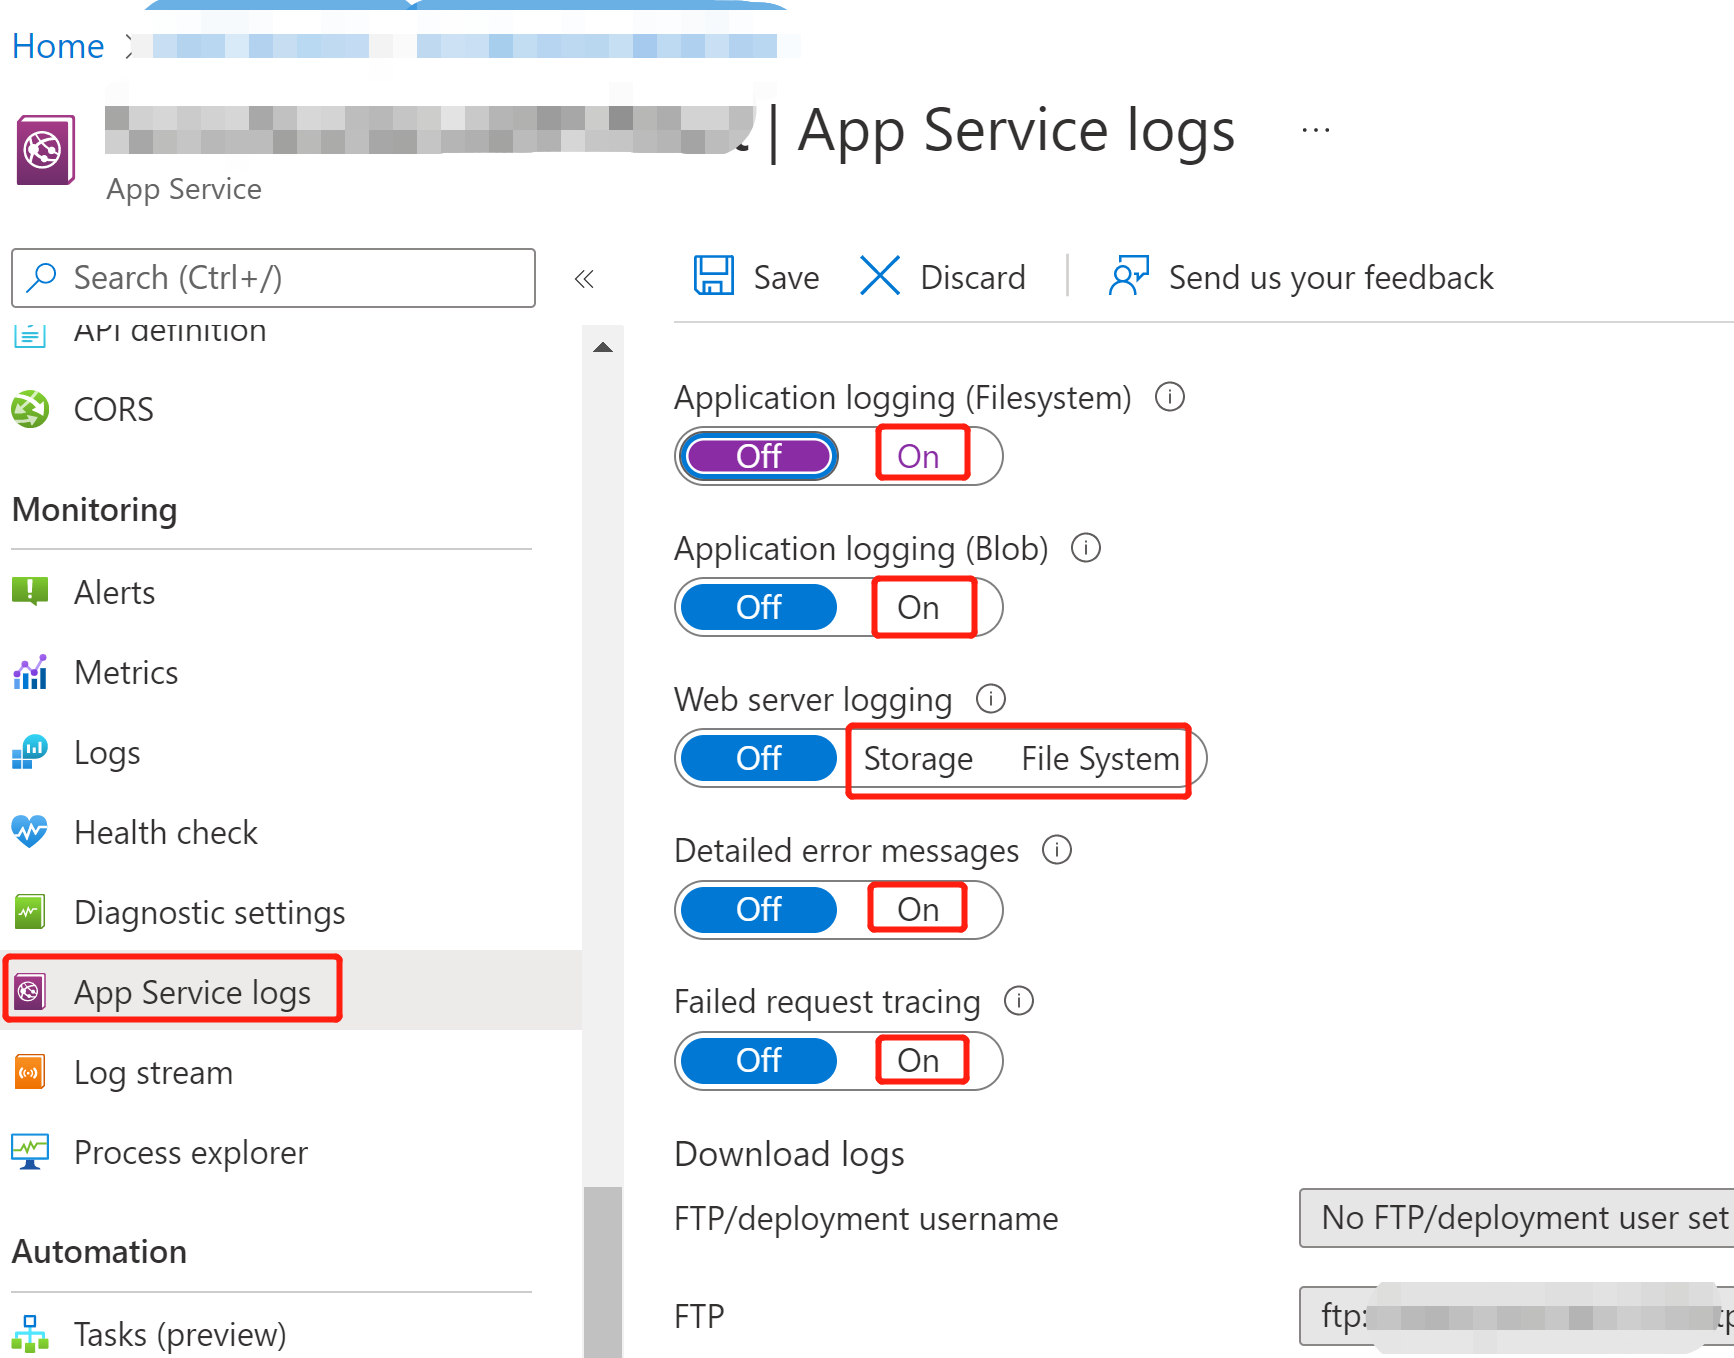 Home
| App Service logs
...
App Service
Search (Ctrl+/)
«
Save
Discard
Send us your feedback
API definition
CORS
Monitoring
Alerts
Metrics
Logs
Health check
Diagnostic settings
App Service logs
Log stream
Process explorer
Automation
Tasks (preview)
Application logging (Filesystem)
Off On
Application logging (Blob)
Off On
Web server logging
Off Storage File System
Detailed error messages
Off On
Failed request tracing
Off On
Download logs
FTP/deployment username
No FTP/deployment user set
FTP
ftp: